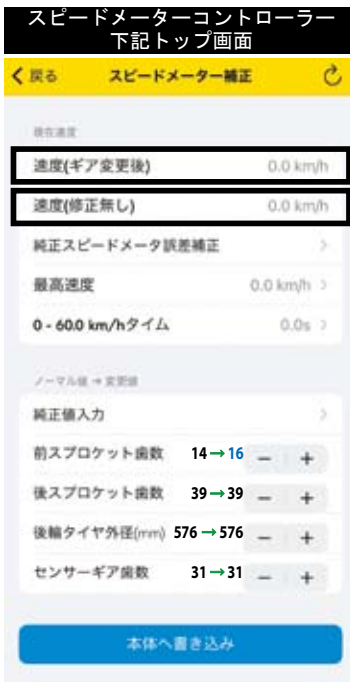 スピードメーターコントローラー
下記トップ画面
戻る スピードメーター補正
現在速度
速度(ギア変更後) 0.0 km/h
速度(修正無し) 0.0 km/h
純正スピードメータ誤差補正
最高速度 0.0 km/h
0 - 60.0 km/hタイム 0.0s
ノーマル値 → 変更値
純正値入力
前スプロケット歯数 14→16 − +
後スプロケット歯数 39→39 − +
後輪タイヤ外径(mm) 576→576 − +
センサーギア歯数 31→31 − +
本体へ書き込み